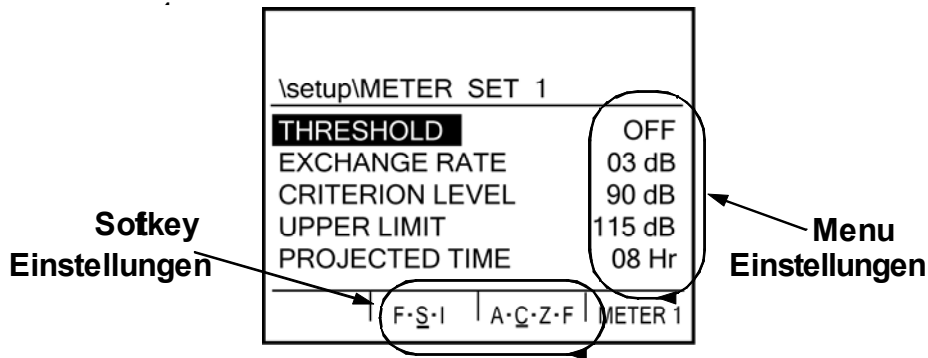 \setup\METER SET 1
THRESHOLD OFF
EXCHANGE RATE 03 dB
CRITERION LEVEL 90 dB
UPPER LIMIT 115 dB
PROJECTED TIME 08 Hr
F·S·I A·C·Z·F METER 1
Softkey
Einstellungen
Menu
Einstellungen